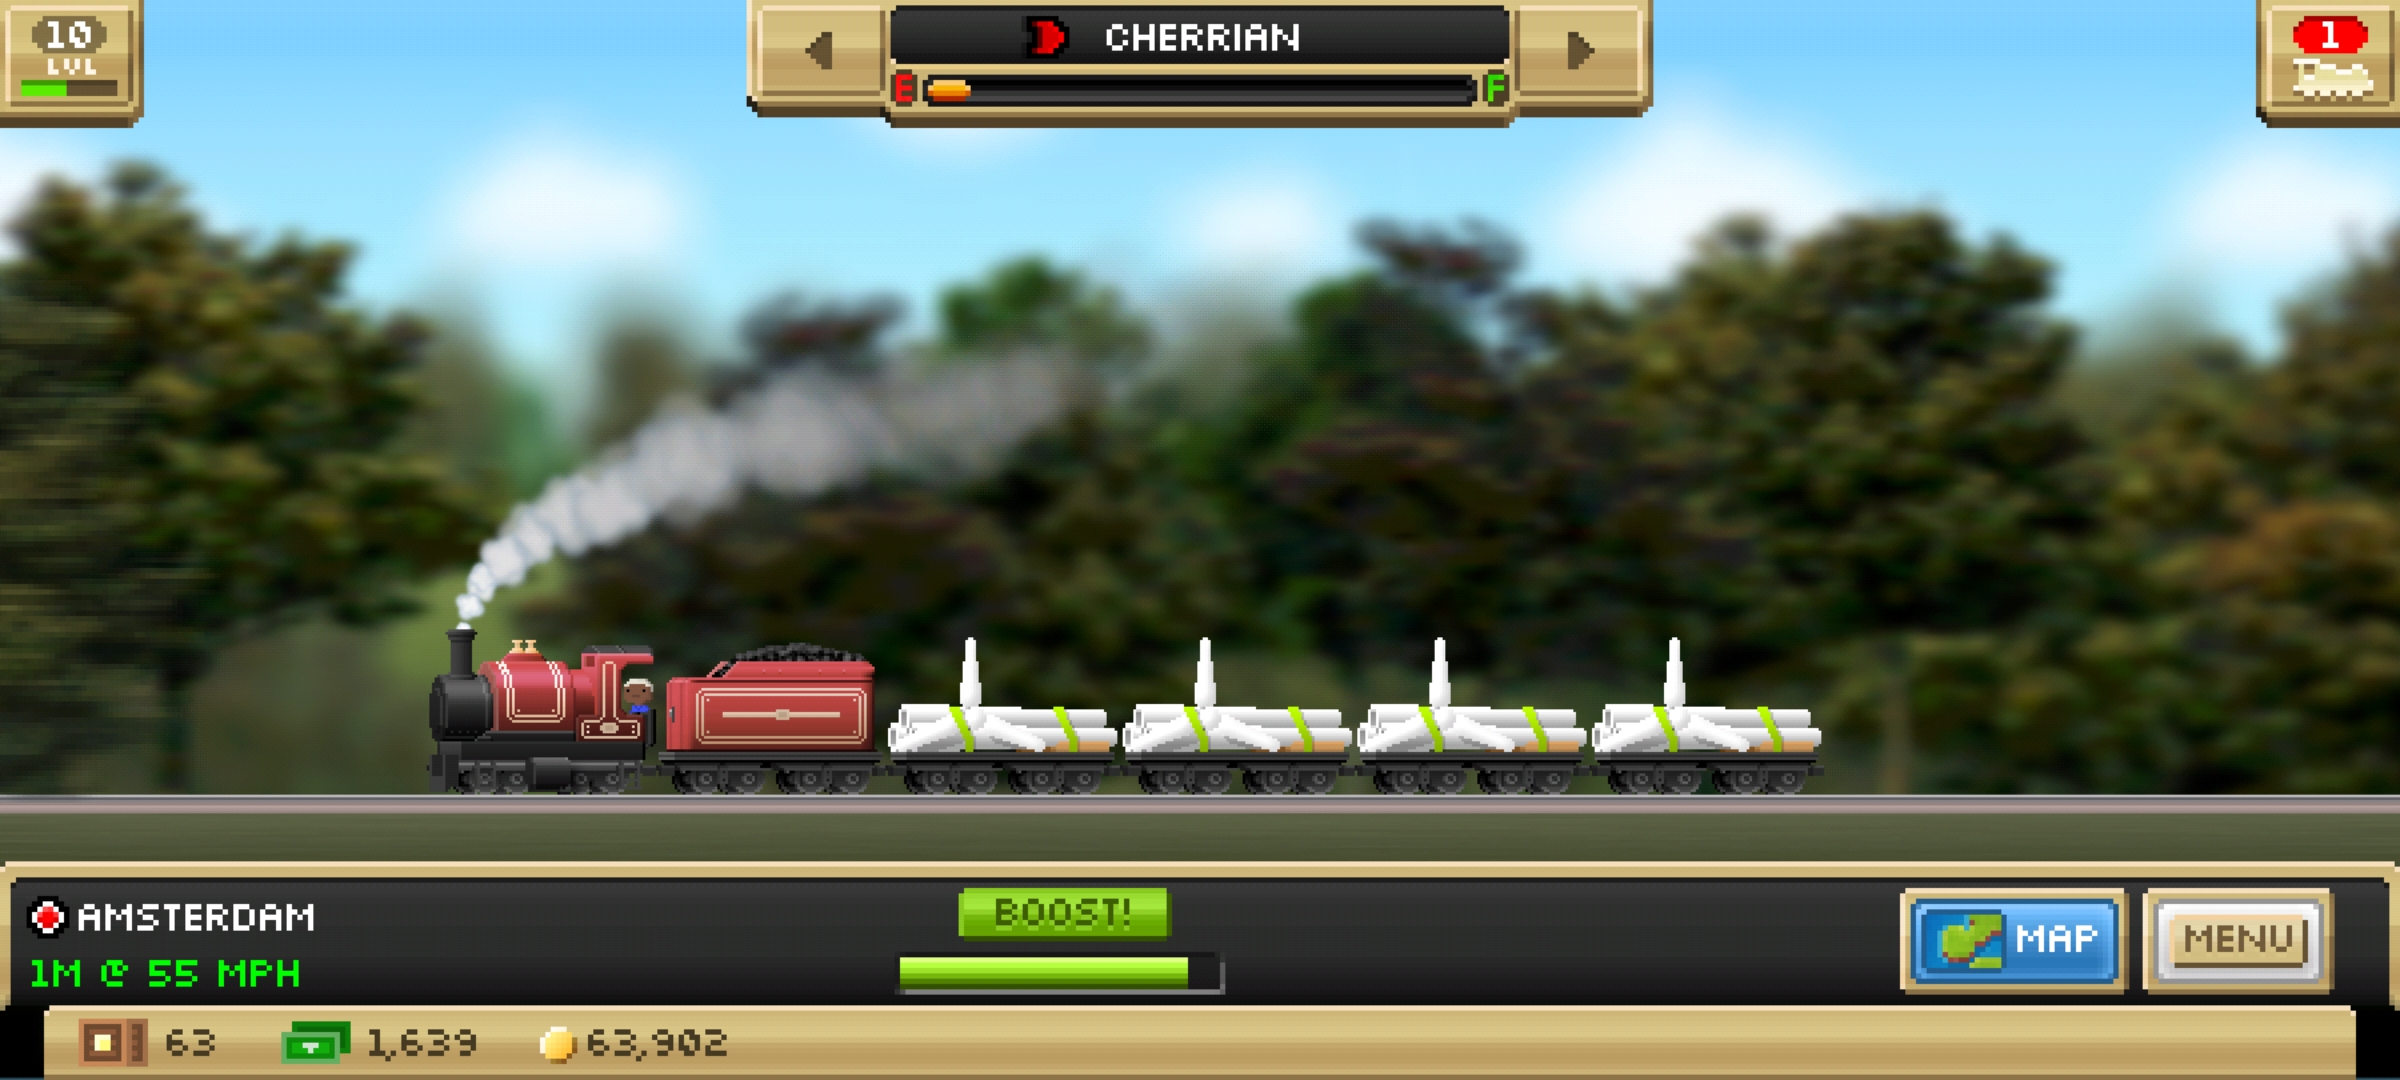 10
LVL
CHERRIAN
E F
1
AMSTERDAM
1M @ 55 MPH
BOOST!
MAP
MENU
63 1,639 63,902